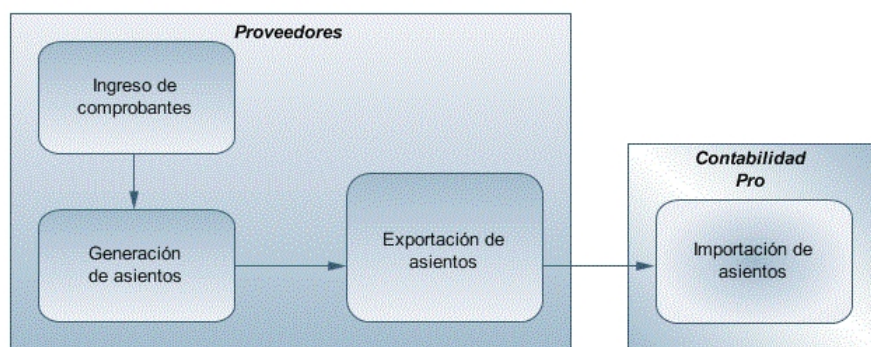 Proveedores
Ingreso de
comprobantes
Generación
de asientos
Exportación de
asientos
Contabilidad
Pro
Importación de
asientos